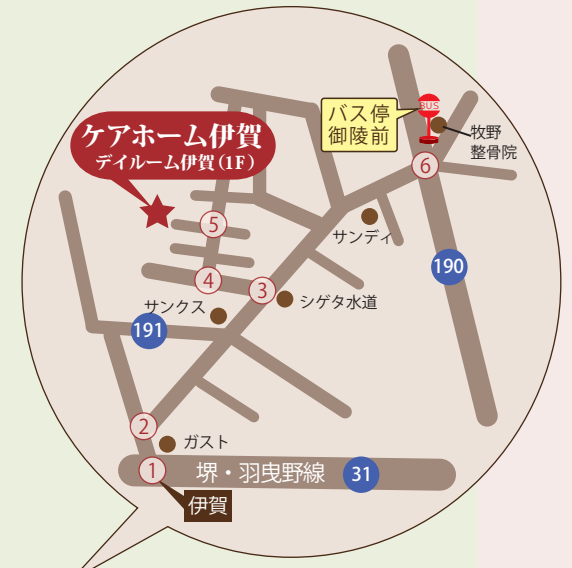 ケアホーム伊賀
デイルーム伊賀(1F)
バス停
御陵前
BUS
牧野
整骨院
6
5
サンディ
190
4
3
シゲタ水道
サンクス
191
2
ガスト
1
堺・羽曳野線
31
伊賀